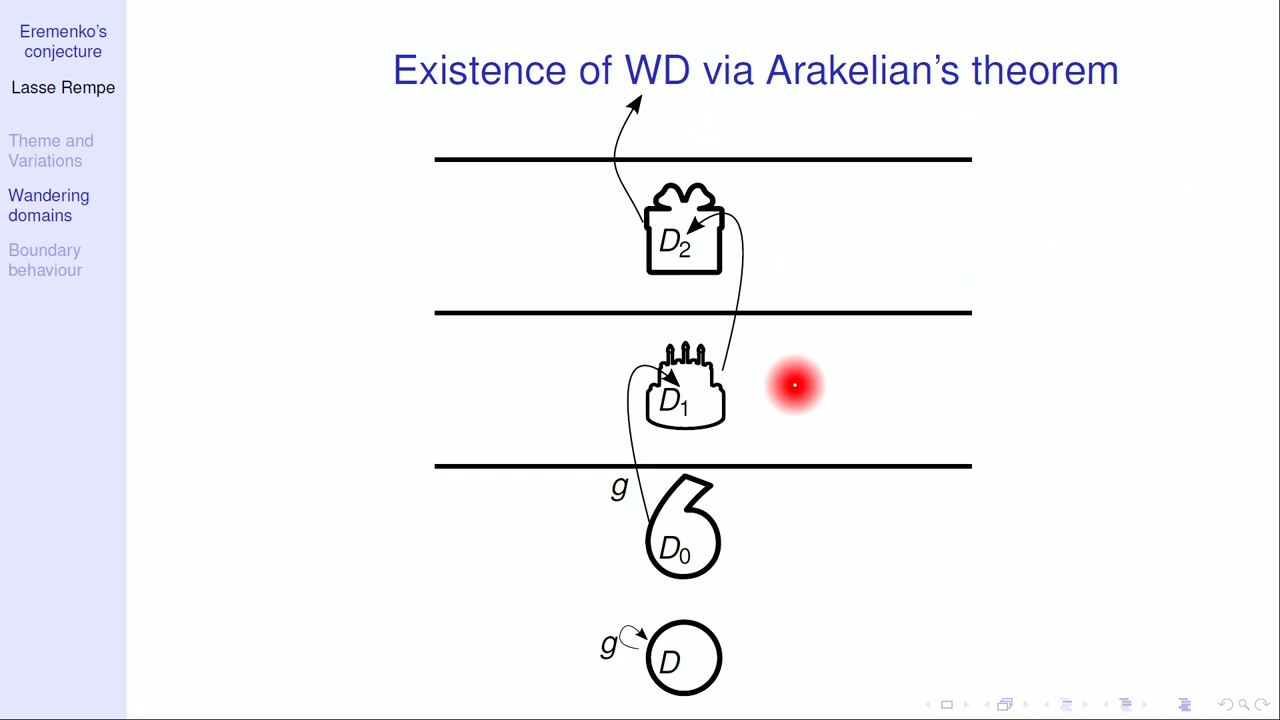 Eremenko's
conjecture
Lasse Rempe
Theme and
Variations
Wandering
domains
Boundary
behaviour
Existence of WD via Arakelian's theorem
D₂
D₁
g
D₀
g
D